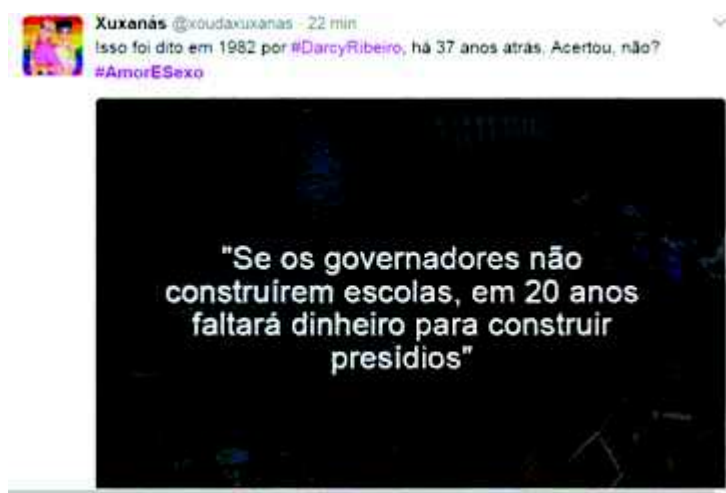 Xuxanás @xoudaxuxanas · 22 min
Isso foi dito em 1982 por #DarcyRibeiro, há 37 anos atrás. Acertou, não?
#AmorESexo
"Se os governadores não
construirem escolas, em 20 anos
faltará dinheiro para construir
presídios"